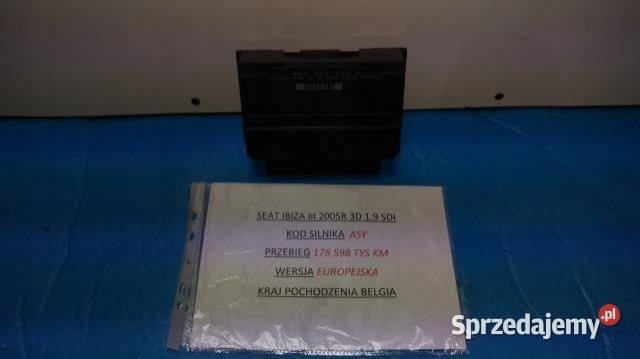 SEAT IBIZA III 2005R 3D 1.9 SDI
KOD SILNIKA ASY
PRZEBIEG 178 598 TYS KM
WERSJA EUROPEJSKA
KRAJ POCHODZENIA BELGIA
Sprzedajemy.pl